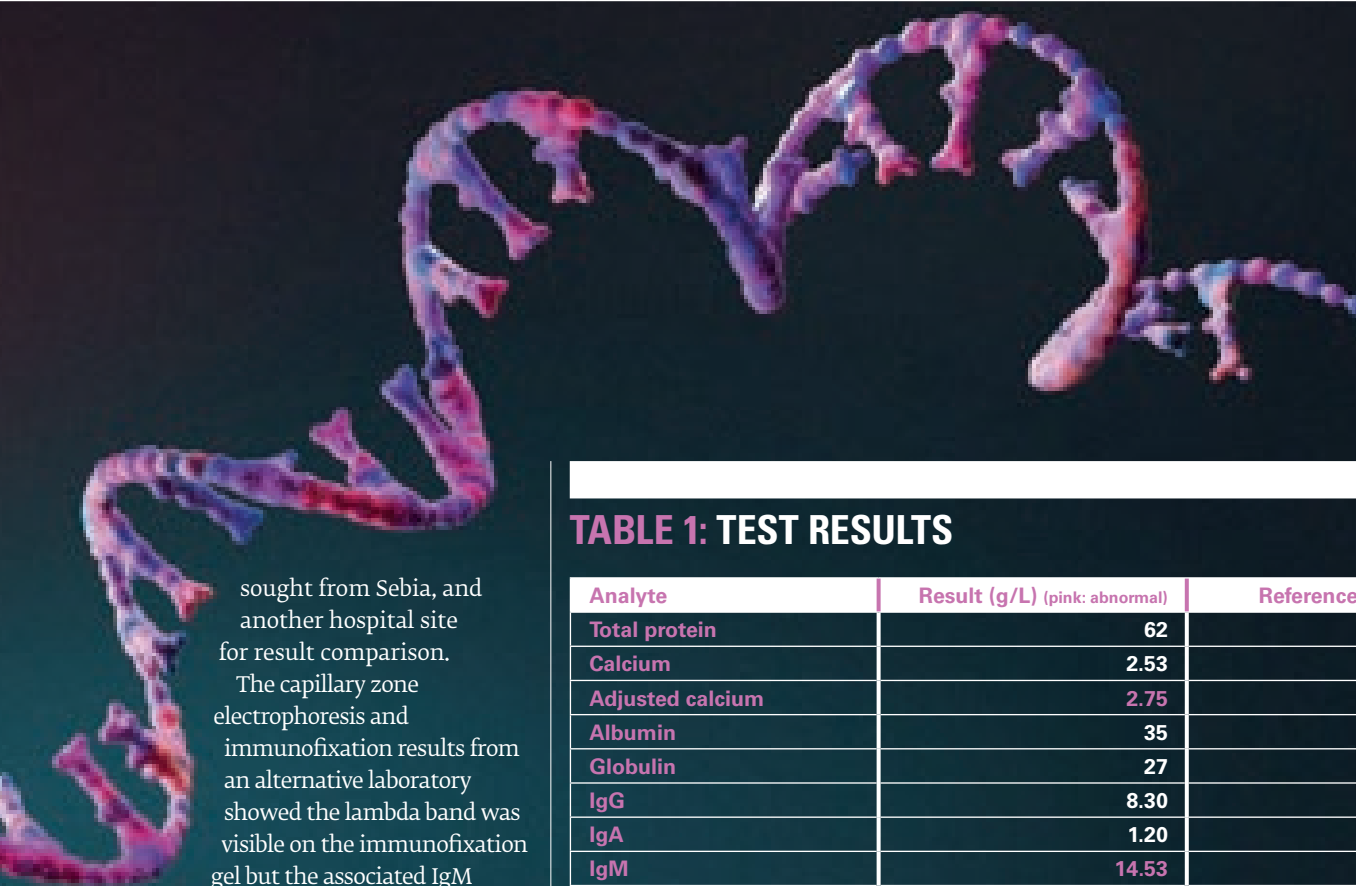 sought from Sebia, and
another hospital site
for result comparison.
The capillary zone
electrophoresis and
immunofixation results from
an alternative laboratory
showed the lambda band was
visible on the immunofixation
gel but the associated IgM
TABLE 1: TEST RESULTS
Analyte Result (g/L) (pink: abnormal) Reference
Total protein 62
Calcium 2.53
Adjusted calcium 2.75
Albumin 35
Globulin 27
IgG 8.30
IgA 1.20
IgM 14.53